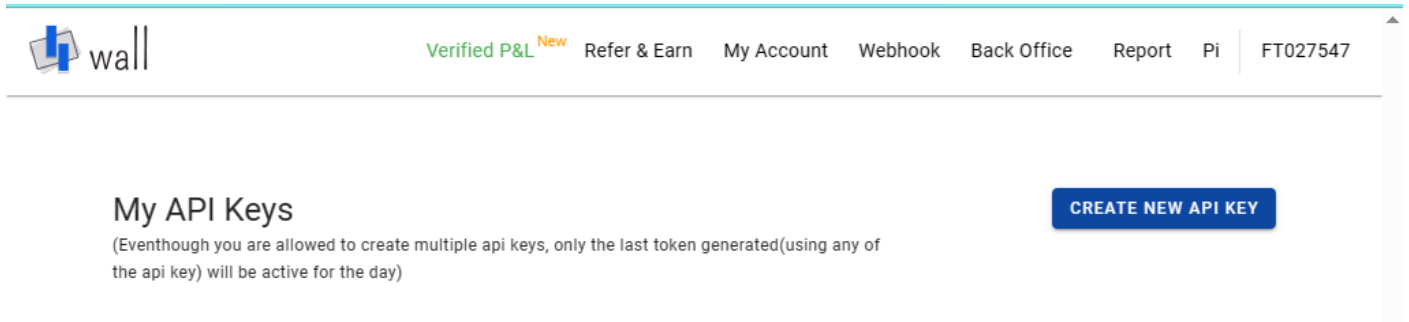 wall
Verified P&L New Refer & Earn My Account Webhook Back Office Report Pi FT027547
My API Keys
CREATE NEW API KEY
(Eventhough you are allowed to create multiple api keys, only the last token generated(using any of
the api key) will be active for the day)